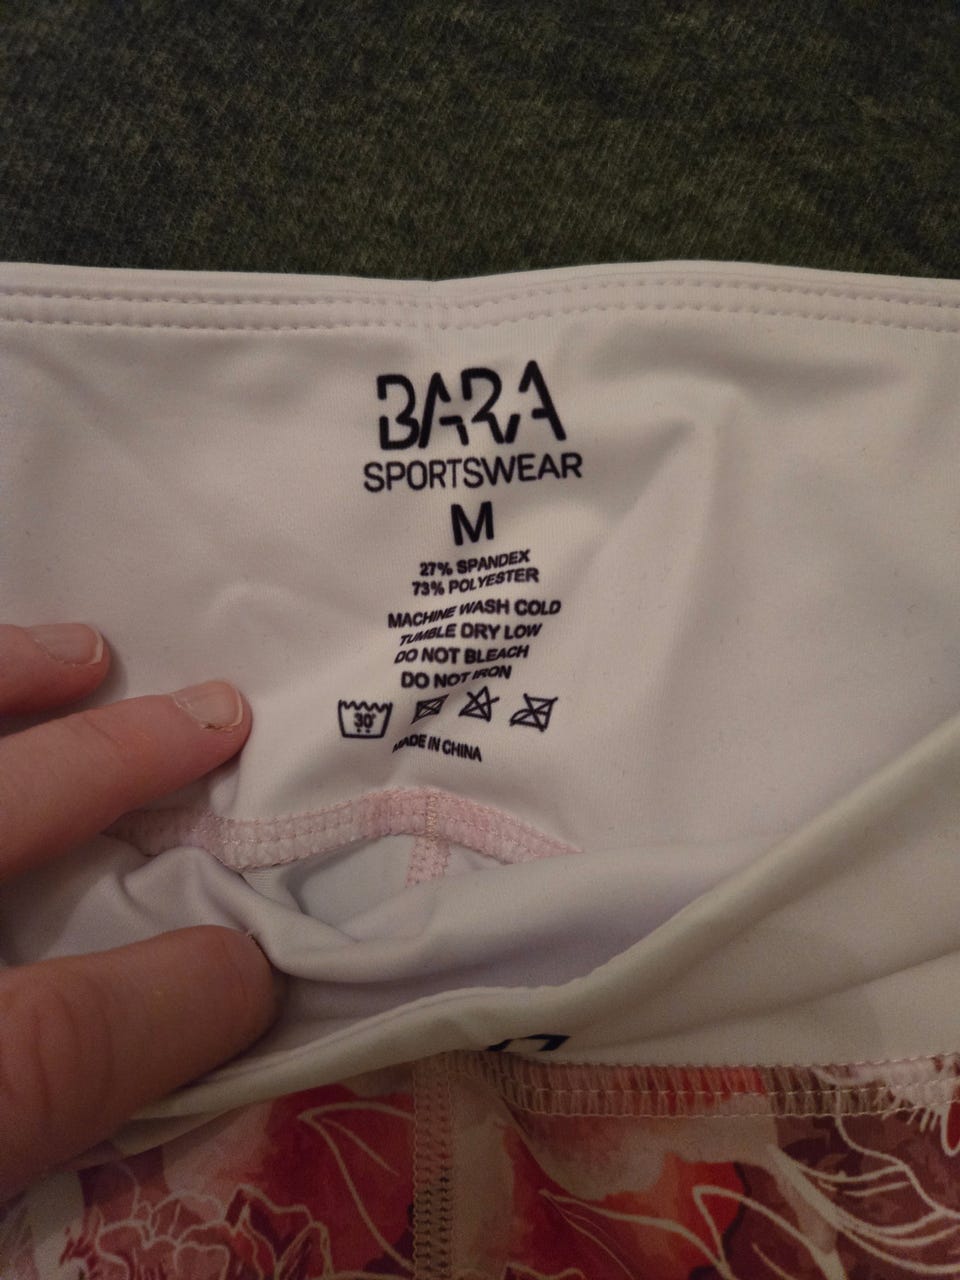 BARA
SPORTSWEAR
M
27% SPANDEX
73% POLYESTER
MACHINE WASH COLD
TUMBLE DRY LOW
DO NOT BLEACH
DO NOT IRON
30°
MADE IN CHINA